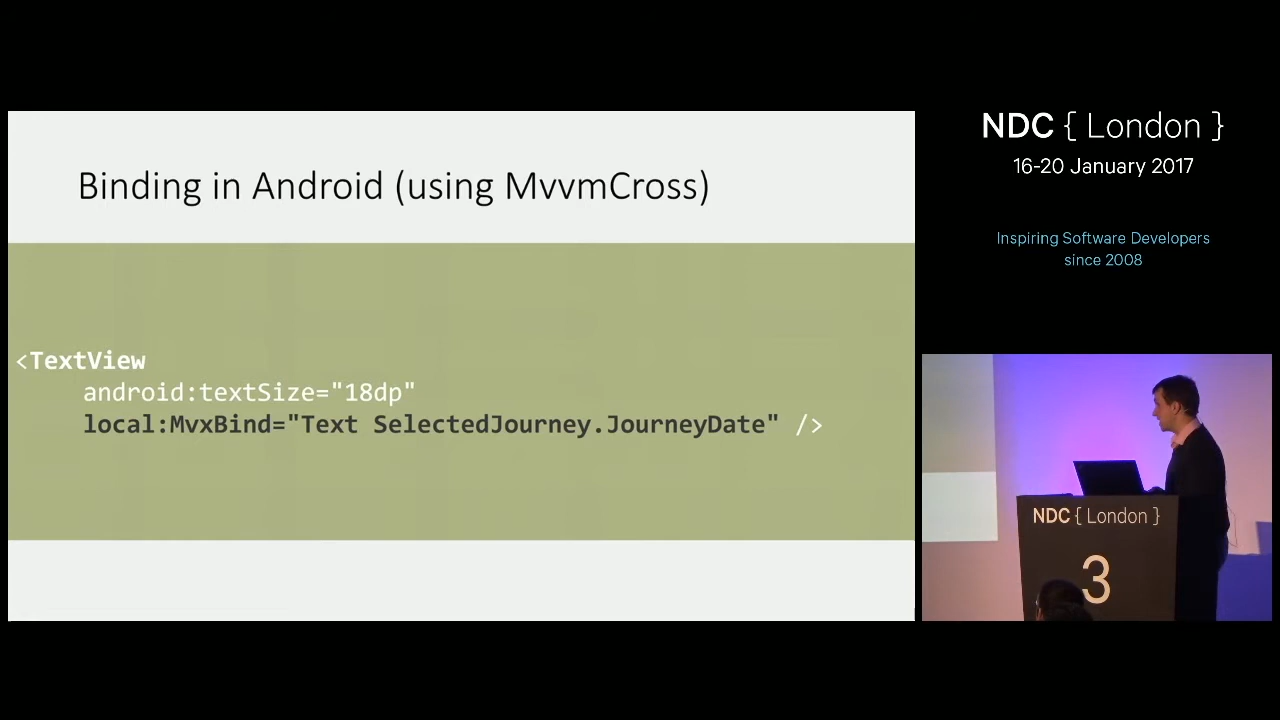 Binding in Android (using MvvmCross)
<TextView
android:textSize="18dp"
local:MvxBind="Text SelectedJourney.JourneyDate" />
NDC { London }
16-20 January 2017
Inspiring Software Developers
since 2008
NDC { London }
3